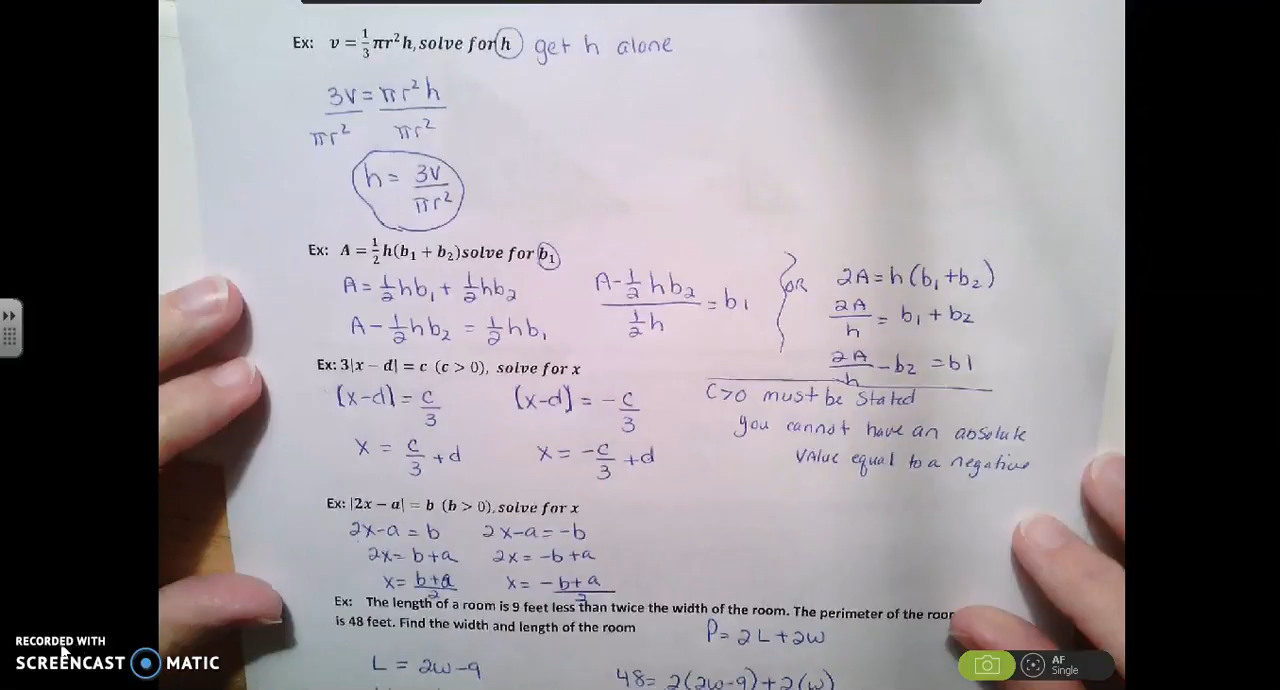 Ex: v = 1/3 πr²h, solve for h get h alone
3V = πr²h
πr² πr²
h = 3V/πr²
Ex: A = 1/2 h(b₁ + b₂) solve for b₁
A = 1/2 hb₁ + 1/2 hb₂
A - 1/2 hb₂ = 1/2 hb₁
A - 1/2 hb₂ / 1/2 h = b₁
OR
2A = h(b₁ + b₂)
2A/h = b₁ + b₂
2A/h - b₂ = b1
Ex: 3|x − d| = c (c > 0), solve for x
(x-d) = c/3 (x-d) = -c/3
x = c/3 + d x = -c/3 + d
C>0 must be stated
you cannot have an absolute
value equal to a negative
Ex: |2x − a| = b (b > 0), solve for x
2x-a = b 2x-a = -b
2x = b+a 2x = -b+a
x = b+a/2 x = -b+a/2
Ex: The length of a room is 9 feet less than twice the width of the room. The perimeter of the roor
is 48 feet. Find the width and length of the room
P = 2L + 2w
L = 2w-9
48 = 2(2w-9) + 2(w)
RECORDED WITH
SCREENCAST MATIC
AF
Single